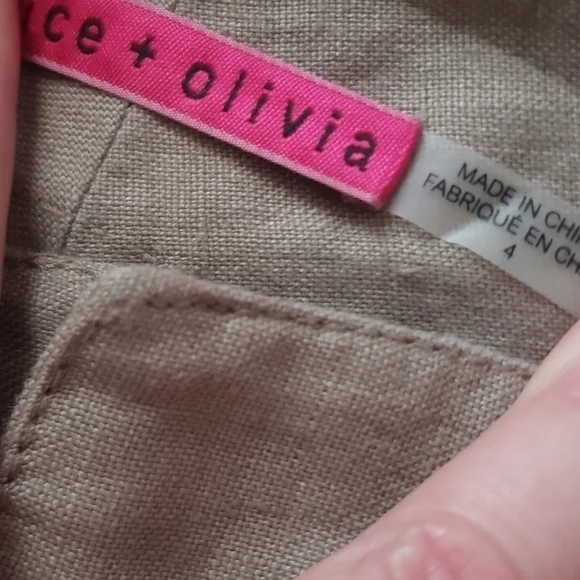 ce + olivia
MADE IN CHI
FABRIQUÉ EN CH
4